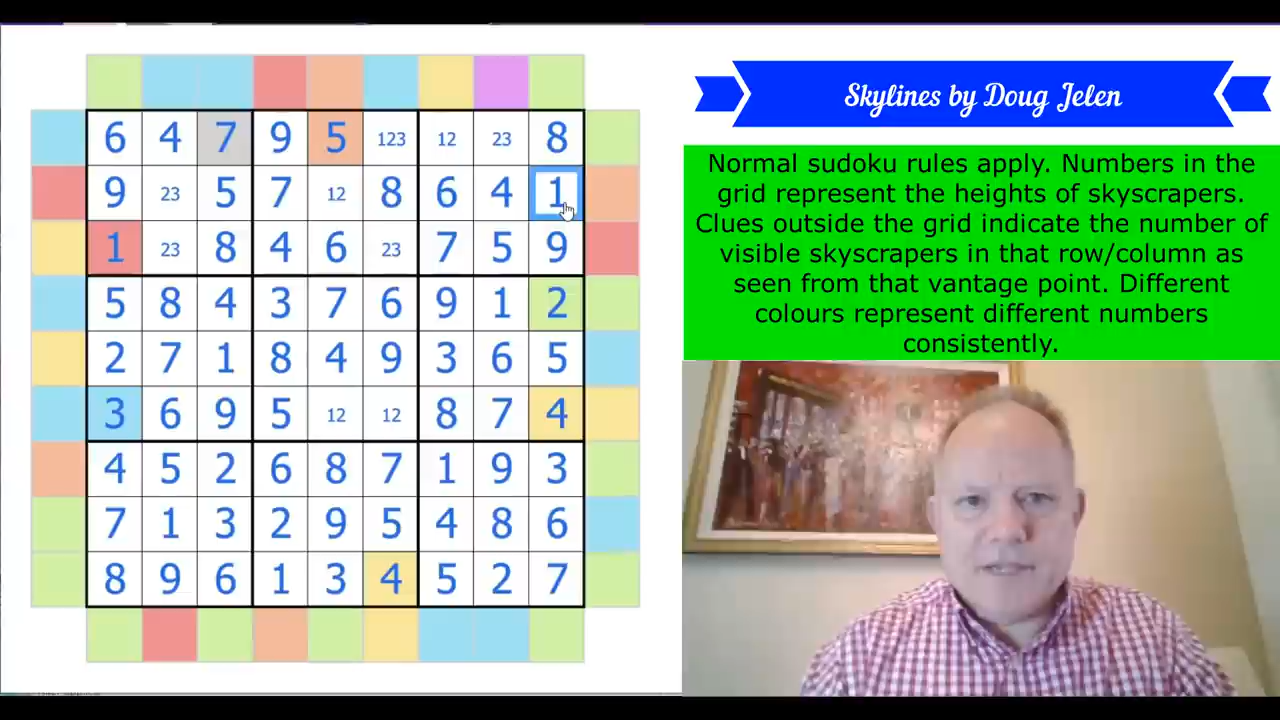 Skylines by Doug Jelen
Normal sudoku rules apply. Numbers in the
grid represent the heights of skyscrapers.
Clues outside the grid indicate the number of
visible skyscrapers in that row/column as
seen from that vantage point. Different
colours represent different numbers
consistently.
6 4 7 9 5 123 12 23 8
9 23 5 7 12 8 6 4 1
1 23 8 4 6 23 7 5 9
5 8 4 3 7 6 9 1 2
2 7 1 8 4 9 3 6 5
3 6 9 5 12 12 8 7 4
4 5 2 6 8 7 1 9 3
7 1 3 2 9 5 4 8 6
8 9 6 1 3 4 5 2 7